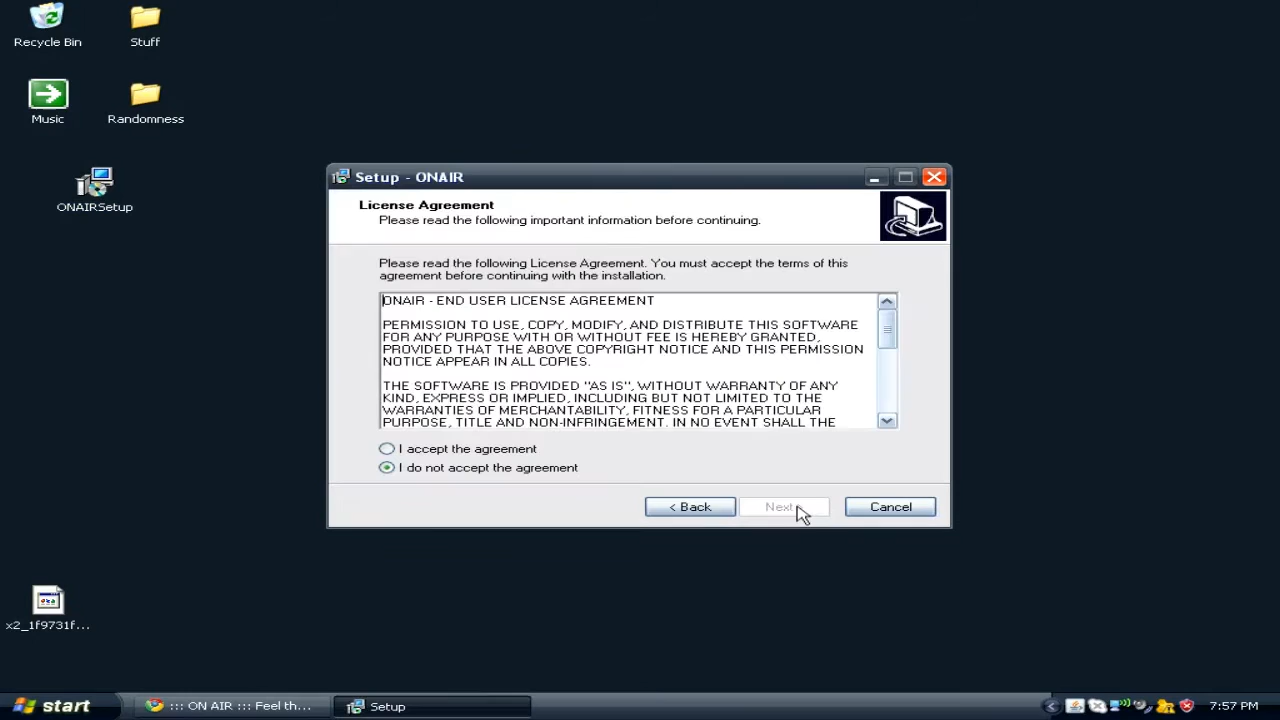 Recycle Bin
Stuff
Music
Randomness
ONAIRSetup
Setup - ONAIR
License Agreement
Please read the following important information before continuing.
Please read the following License Agreement. You must accept the terms of this
agreement before continuing with the installation.
ONAIR - END USER LICENSE AGREEMENT
PERMISSION TO USE, COPY, MODIFY, AND DISTRIBUTE THIS SOFTWARE
FOR ANY PURPOSE WITH OR WITHOUT FEE IS HEREBY GRANTED,
PROVIDED THAT THE ABOVE COPYRIGHT NOTICE AND THIS PERMISSION
NOTICE APPEAR IN ALL COPIES.
THE SOFTWARE IS PROVIDED "AS IS", WITHOUT WARRANTY OF ANY
KIND, EXPRESS OR IMPLIED, INCLUDING BUT NOT LIMITED TO THE
WARRANTIES OF MERCHANTABILITY, FITNESS FOR A PARTICULAR
PURPOSE, TITLE AND NON-INFRINGEMENT. IN NO EVENT SHALL THE
I accept the agreement
I do not accept the agreement
< Back
Next
Cancel
x2_1f9731f...
start
::: ON AIR ::: Feel th...
Setup
7:57 PM